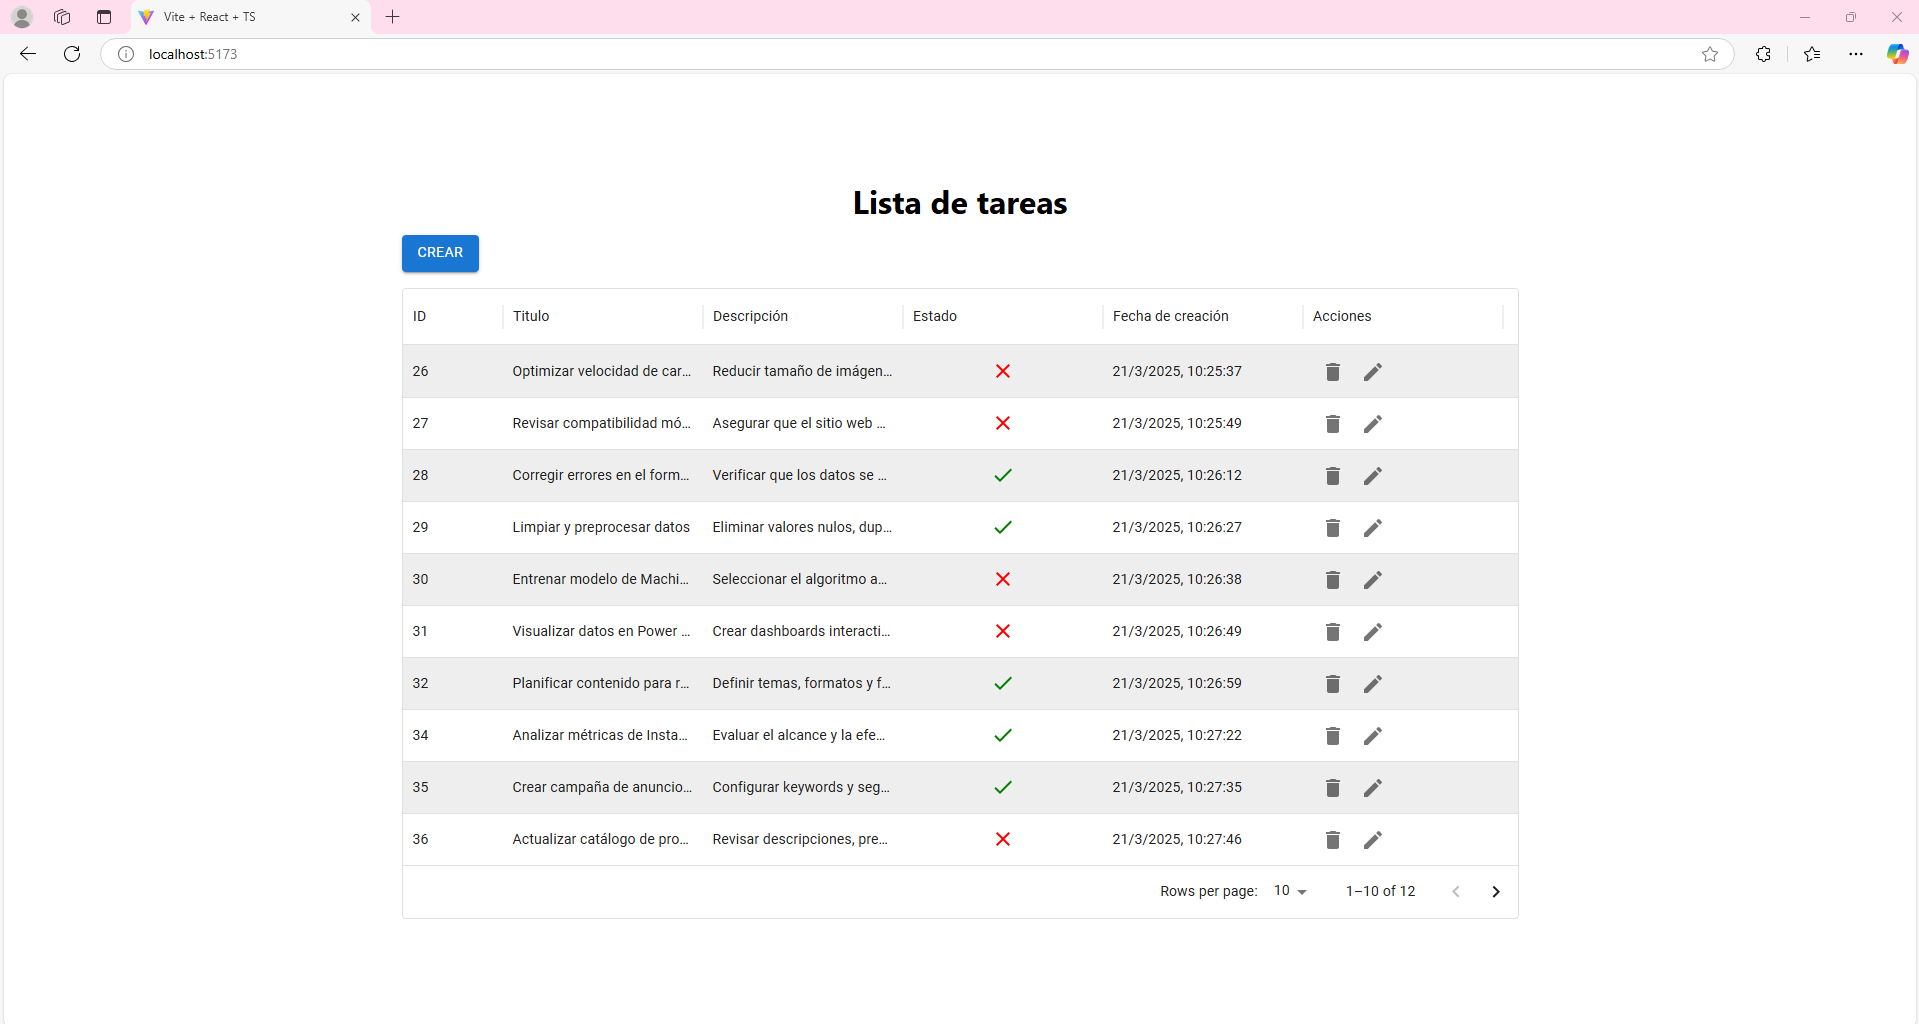 Vite + React + TS
localhost:5173
Lista de tareas
CREAR
ID Titulo Descripción Estado Fecha de creación Acciones
26 Optimizar velocidad de car... Reducir tamaño de imágen... 21/3/2025, 10:25:37
27 Revisar compatibilidad mó... Asegurar que el sitio web ... 21/3/2025, 10:25:49
28 Corregir errores en el form... Verificar que los datos se ... 21/3/2025, 10:26:12
29 Limpiar y preprocesar datos Eliminar valores nulos, dup... 21/3/2025, 10:26:27
30 Entrenar modelo de Machi... Seleccionar el algoritmo a... 21/3/2025, 10:26:38
31 Visualizar datos en Power ... Crear dashboards interacti... 21/3/2025, 10:26:49
32 Planificar contenido para r... Definir temas, formatos y f... 21/3/2025, 10:26:59
34 Analizar métricas de Insta... Evaluar el alcance y la efe... 21/3/2025, 10:27:22
35 Crear campaña de anuncio... Configurar keywords y seg... 21/3/2025, 10:27:35
36 Actualizar catálogo de pro... Revisar descripciones, pre... 21/3/2025, 10:27:46
Rows per page: 10 1–10 of 12